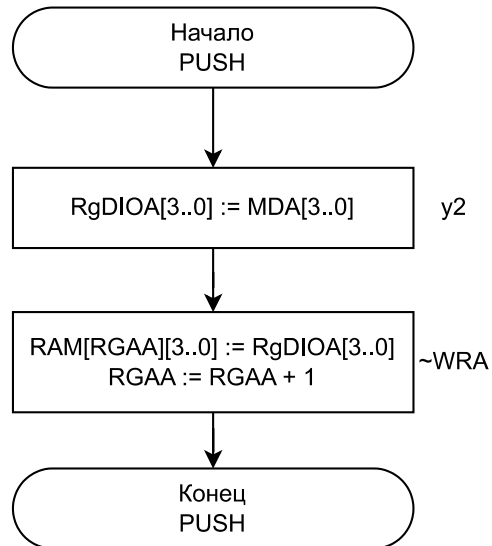 Начало
PUSH
RgDIOA[3..0] := MDA[3..0]
y2
RAM[RGAA][3..0] := RgDIOA[3..0]
RGAA := RGAA + 1
~WRA
Конец
PUSH